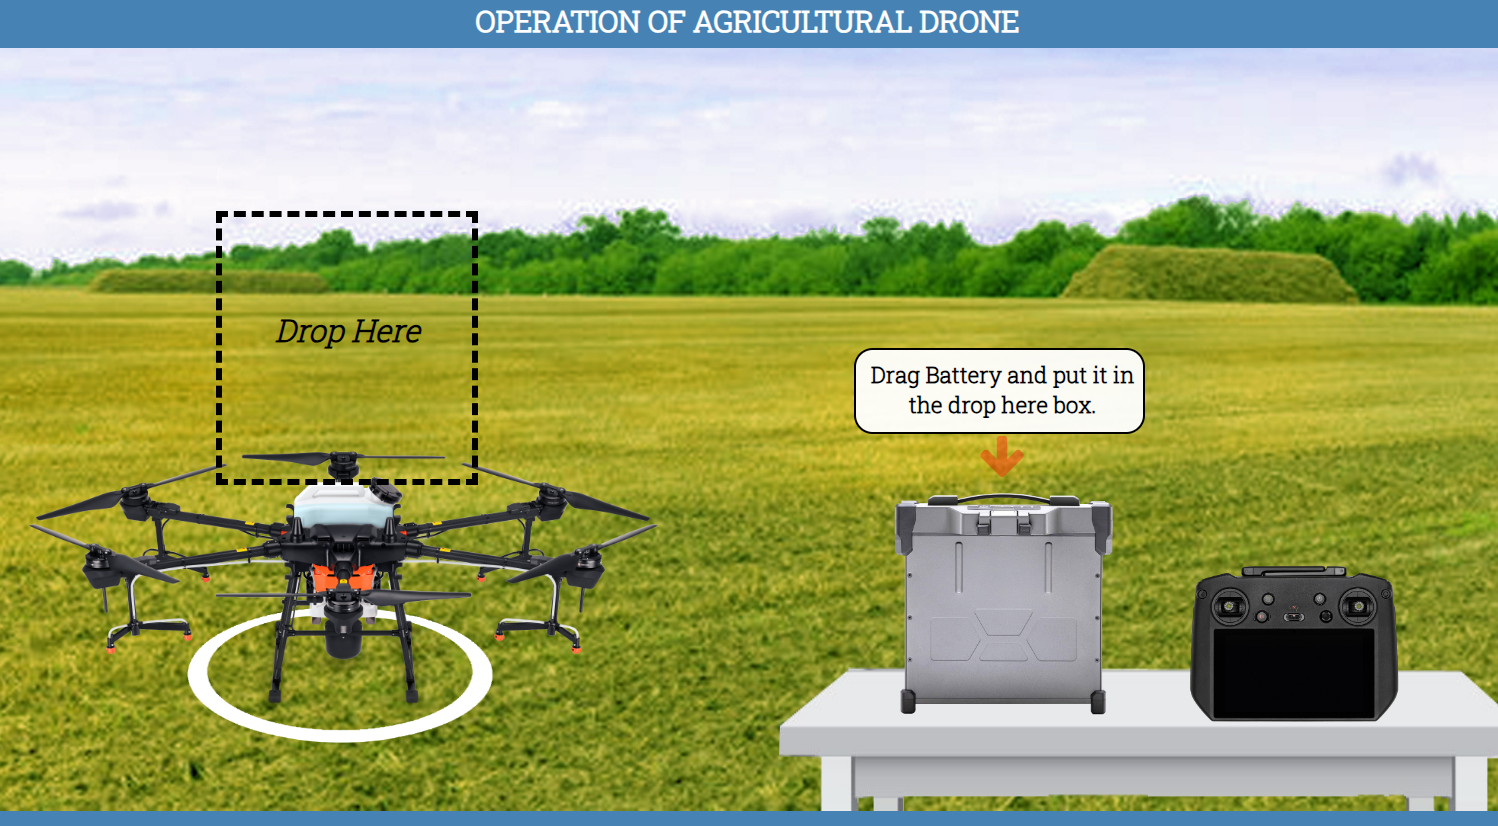 OPERATION OF AGRICULTURAL DRONE
Drop Here
Drag Battery and put it in
the drop here box.